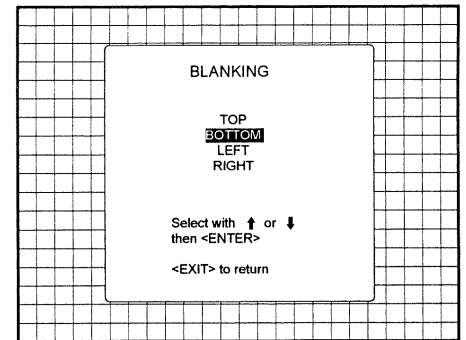 BLANKING
TOP
BOTTOM
LEFT
RIGHT
Select with ↑ or ↓
then <ENTER>
<EXIT> to return